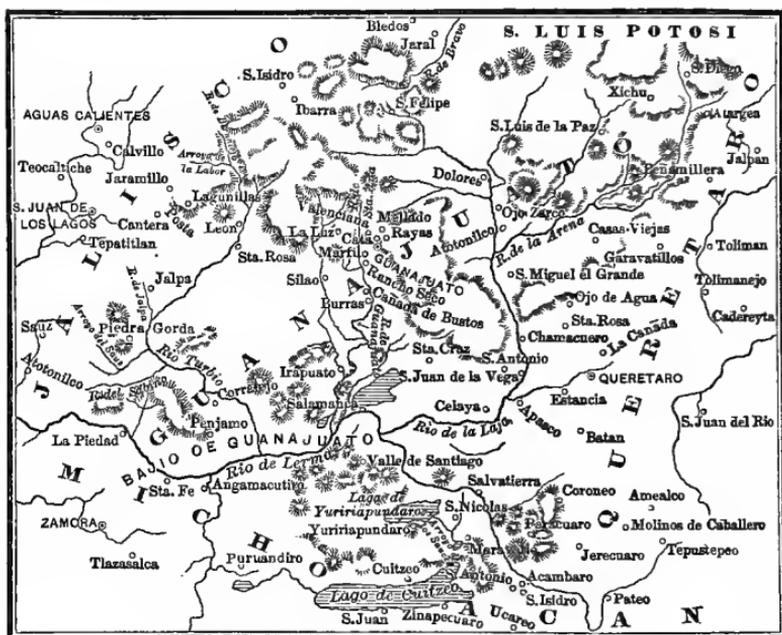 S. LUIS POTOSI
Bledos
Jaral
R. de Bravo
S. Diego
S. Isidro
Xichu
Ibarra
S. Felipe
Atargea
AGUAS CALIENTES
S. Luis de la Paz
Calvillo
Arroyo de la Labor
Peñamillera
Jalpan
Teocaltiche
Jaramillo
Dolores
Lagunillas
Valenciana
Mellado
Ojo Zarco
S. JUAN DE
LOS LAGOS
Cantera
Posta
Leon
La Luz
Cata
Rayas
Atotonilco
Casas-Viejas
R. de la Arena
Tepatitlan
Marfil
GUANAJUATO
Garavatillos
Toliman
Sta. Rosa
Rancho Seco
S. Miguel el Grande
Silao
Jalpa
R. de Jalpa
Burras
Cañada de Bustos
Ojo de Agua
Tolimanejo
Sta. Rosa
Cadereyta
Sauz
Arroyo del Saus
Piedra Gorda
Chamacuero
La Cañada
Rio Turbio
Sta. Cruz
S. Antonio
Atotonilco
Irapuato
S. Juan de la Vega
QUERETARO
Corralejo
Salamanca
Celaya
Apaseo
Estancia
Penjamo
Rio de la Laja
S. Juan del Rio
La Piedad
BAJIO DE GUANAJUATO
Batan
Rio de Lerma
Valle de Santiago
Sta. Fe
Angamacutiro
Salvatierra
Coroneo
Lago de
Yuririapundaro
S. Nicolas
Amealco
ZAMORA
Yuririapundaro
Paracuaro
Molinos de Caballero
Tlazasalca
Puruandiro
Jerecuaro
Tepustepec
Cuitzeo
S. Antonio
Acambaro
Lago de Cuitzeo
S. Isidro
Pateo
S. Juan
Zinapecuaro
Ucareo
JALISCO
GUANAJUATO
QUERETARO
MICHOACAN